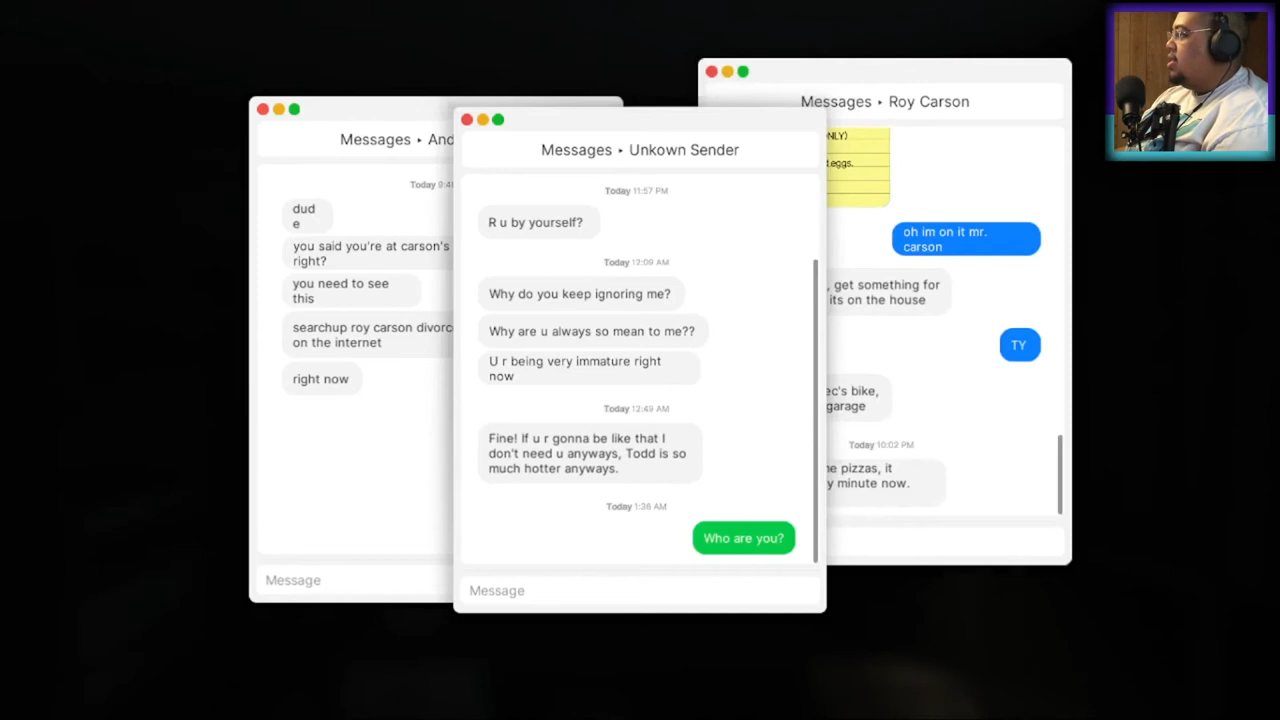 Messages ▸ And
Today 9:4
dud
e
you said you're at carson's
right?
you need to see
this
searchup roy carson divorc
on the internet
right now
Message
Messages ▸ Unkown Sender
Today 11:57 PM
R u by yourself?
Today 12:09 AM
Why do you keep ignoring me?
Why are u always so mean to me??
U r being very immature right
now
Today 12:49 AM
Fine! If u r gonna be like that I
don't need u anyways, Todd is so
much hotter anyways.
Today 1:38 AM
Who are you?
Message
Messages ▸ Roy Carson
NLY)
eggs.
oh im on it mr.
carson
, get something for
its on the house
TY
ec's bike,
garage
Today 10:02 PM
ne pizzas, it
y minute now.